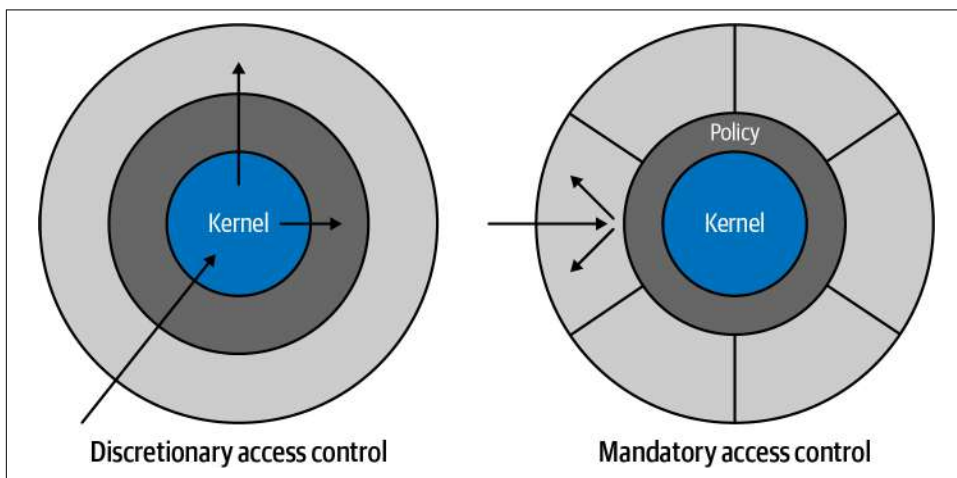 Kernel
Policy
Kernel
Discretionary access control
Mandatory access control